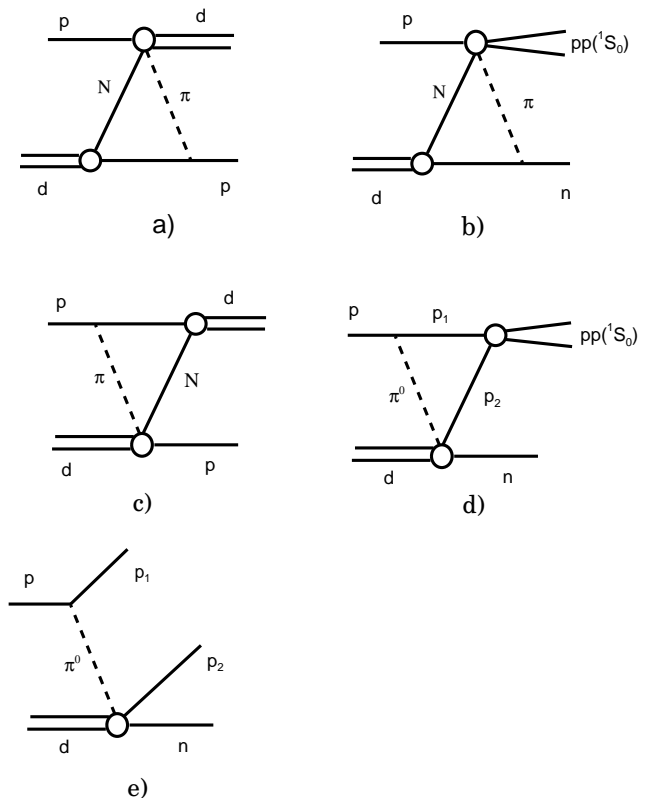 p d p pp(¹S₀)
N π N π
d p d n
a) b)
p d p p₁ pp(¹S₀)
π N π⁰ p₂
d p d n
c) d)
p p₁
π⁰ p₂
d n
e)